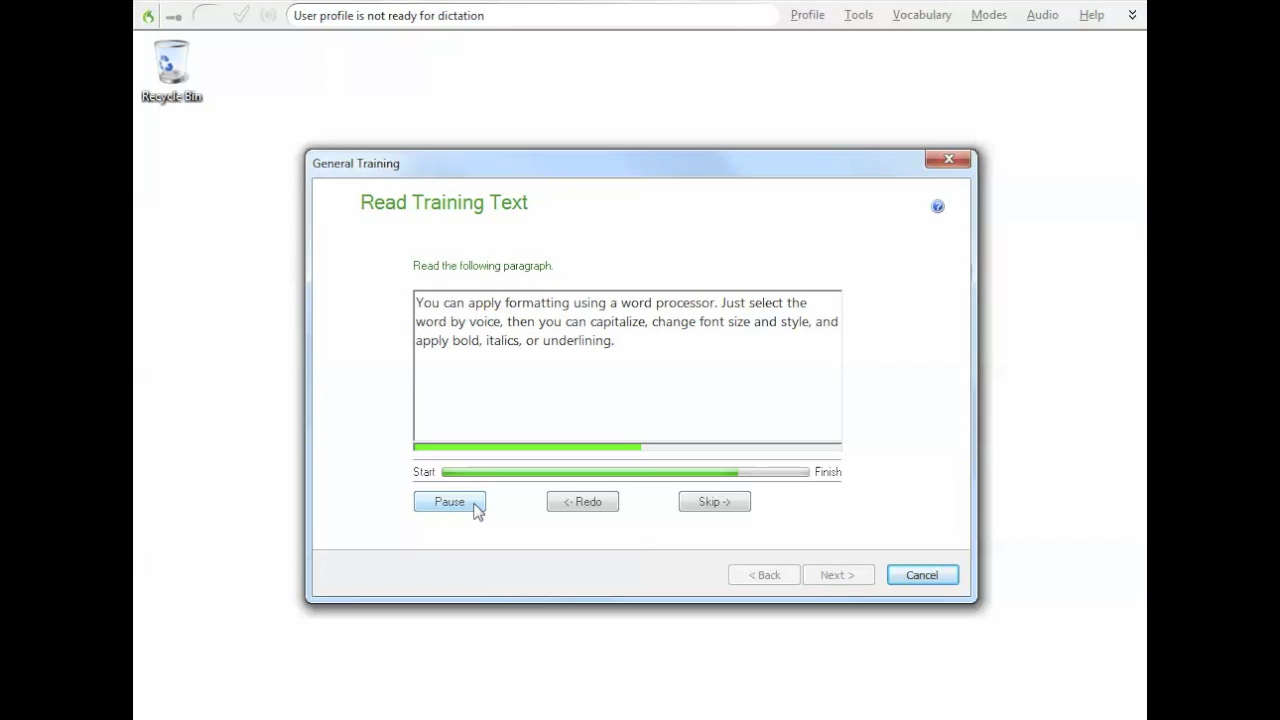 User profile is not ready for dictation
Profile Tools Vocabulary Modes Audio Help
Recycle Bin
General Training
Read Training Text
Read the following paragraph.
You can apply formatting using a word processor. Just select the
word by voice, then you can capitalize, change font size and style, and
apply bold, italics, or underlining.
Start Finish
Pause <- Redo Skip ->
< Back Next > Cancel